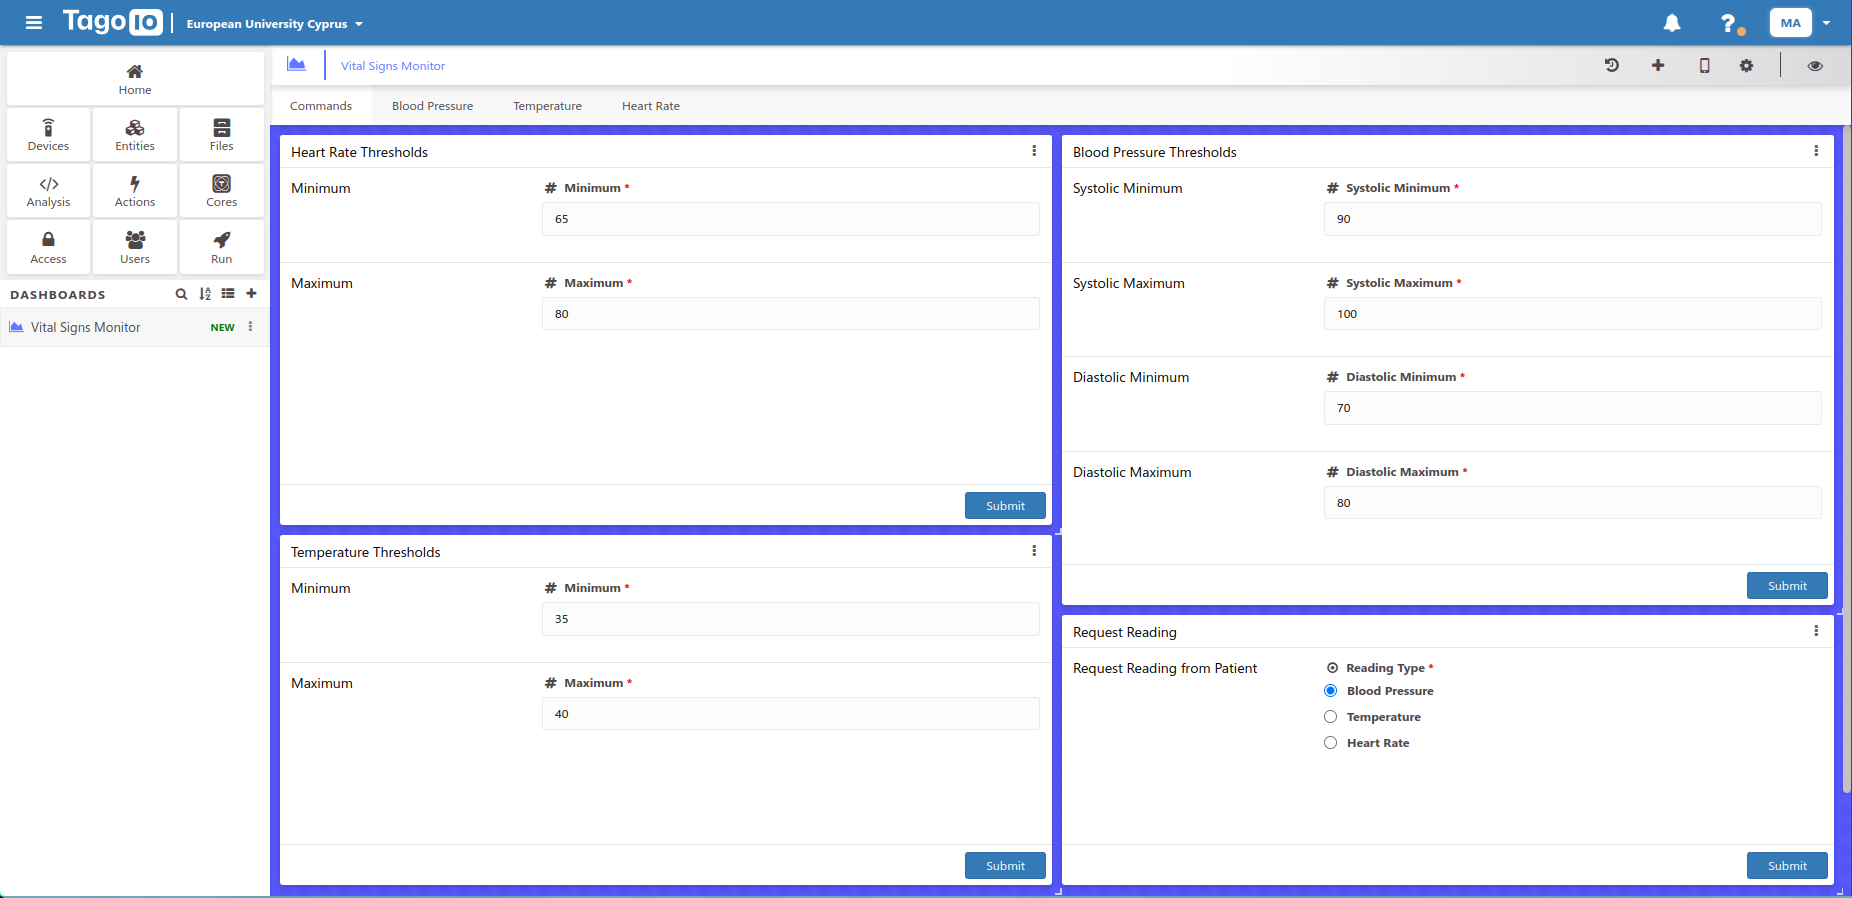 Tago IO
European University Cyprus
MA
Home
Devices
Entities
Files
Analysis
Actions
Cores
Access
Users
Run
DASHBOARDS
Vital Signs Monitor NEW
Vital Signs Monitor
Commands Blood Pressure Temperature Heart Rate
Heart Rate Thresholds
Minimum
# Minimum *
65
Maximum
# Maximum *
80
Submit
Temperature Thresholds
Minimum
# Minimum *
35
Maximum
# Maximum *
40
Submit
Blood Pressure Thresholds
Systolic Minimum
# Systolic Minimum *
90
Systolic Maximum
# Systolic Maximum *
100
Diastolic Minimum
# Diastolic Minimum *
70
Diastolic Maximum
# Diastolic Maximum *
80
Submit
Request Reading
Request Reading from Patient
Reading Type *
Blood Pressure
Temperature
Heart Rate
Submit